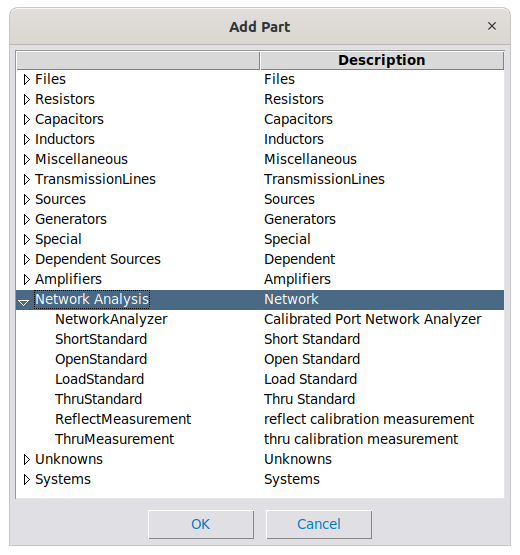 Add Part ×
Description
Files Files
Resistors Resistors
Capacitors Capacitors
Inductors Inductors
Miscellaneous Miscellaneous
TransmissionLines TransmissionLines
Sources Sources
Generators Generators
Special Special
Dependent Sources Dependent
Amplifiers Amplifiers
Network Analysis Network
NetworkAnalyzer Calibrated Port Network Analyzer
ShortStandard Short Standard
OpenStandard Open Standard
LoadStandard Load Standard
ThruStandard Thru Standard
ReflectMeasurement reflect calibration measurement
ThruMeasurement thru calibration measurement
Unknowns Unknowns
Systems Systems
OK Cancel